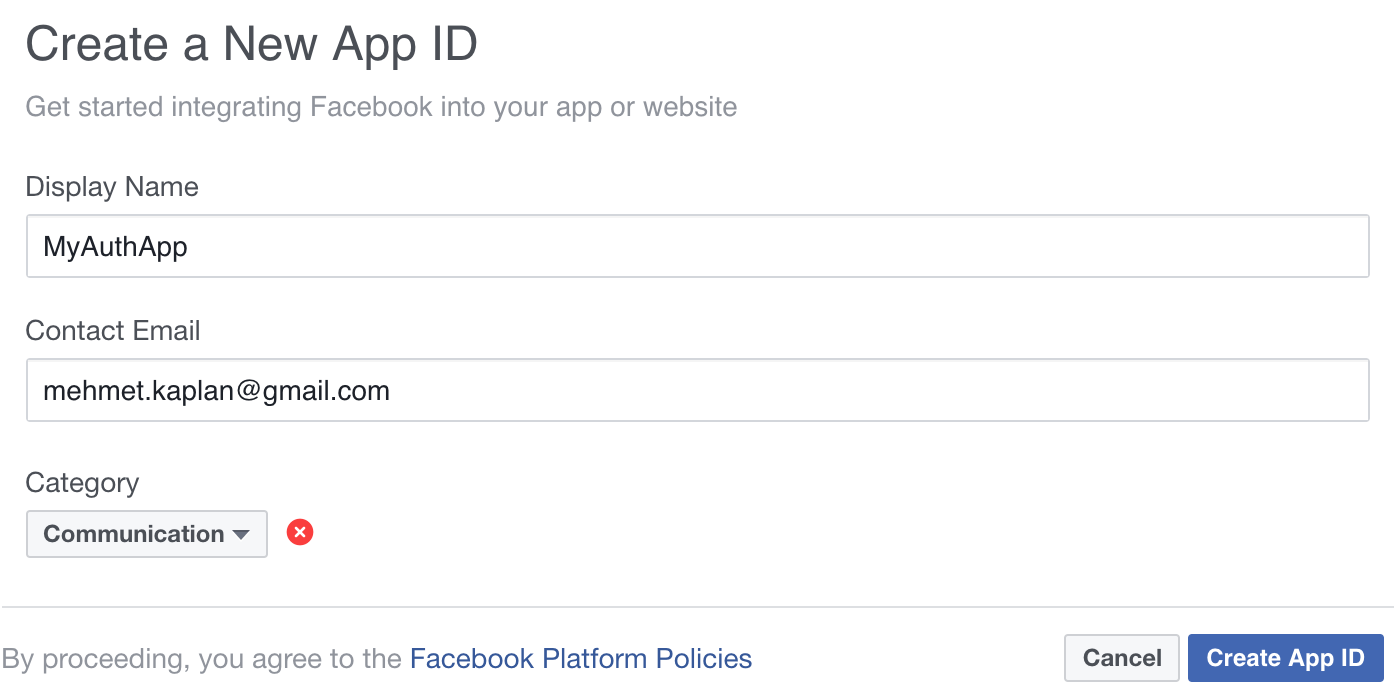 Create a New App ID
Get started integrating Facebook into your app or website
Display Name
MyAuthApp
Contact Email
mehmet.kaplan@gmail.com
Category
Communication
By proceeding, you agree to the Facebook Platform Policies
Cancel
Create App ID